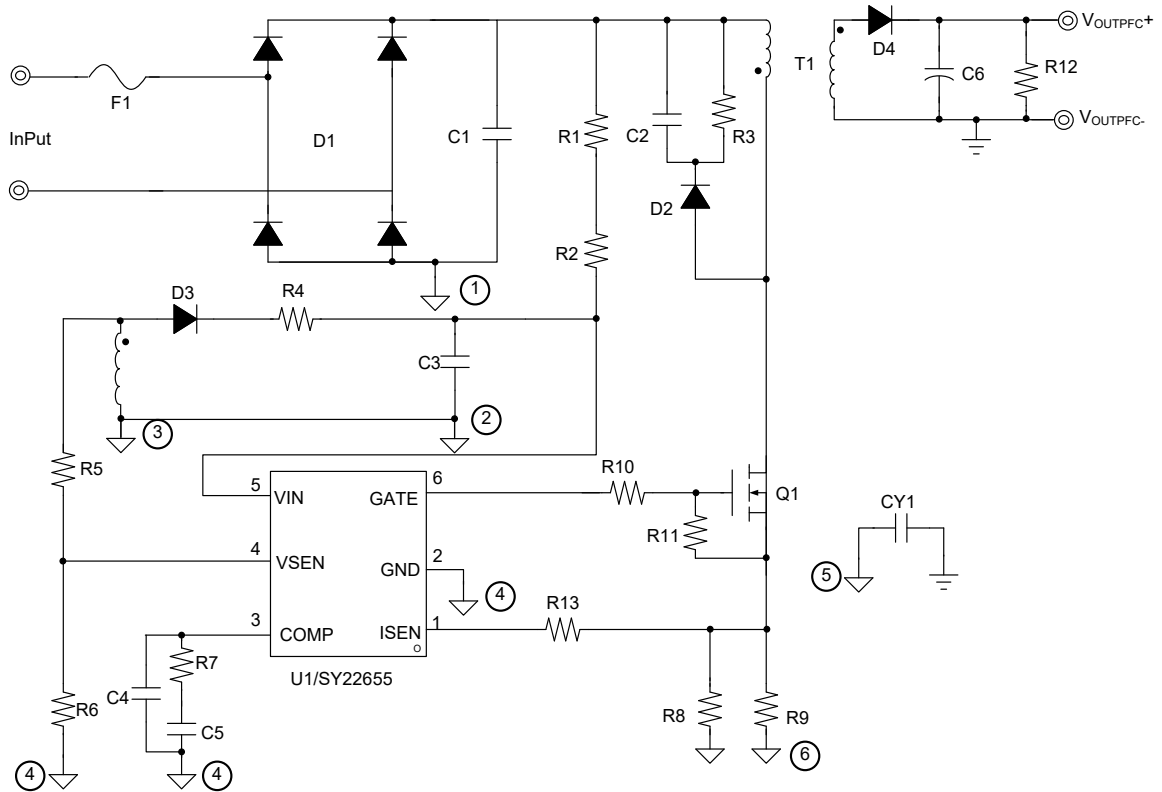 VOUTPFC+
D4
T1
C6
R12
F1
InPut
D1
C1
R1
C2
R3
VOUTPFC-
D2
R2
1
D3
R4
C3
3
2
R5
5
VIN
6
GATE
R10
Q1
CY1
R11
4
VSEN
2
GND
5
4
R13
3
COMP
1
ISEN
R7
U1/SY22655
C4
R6
C5
R8
R9
6
4
4